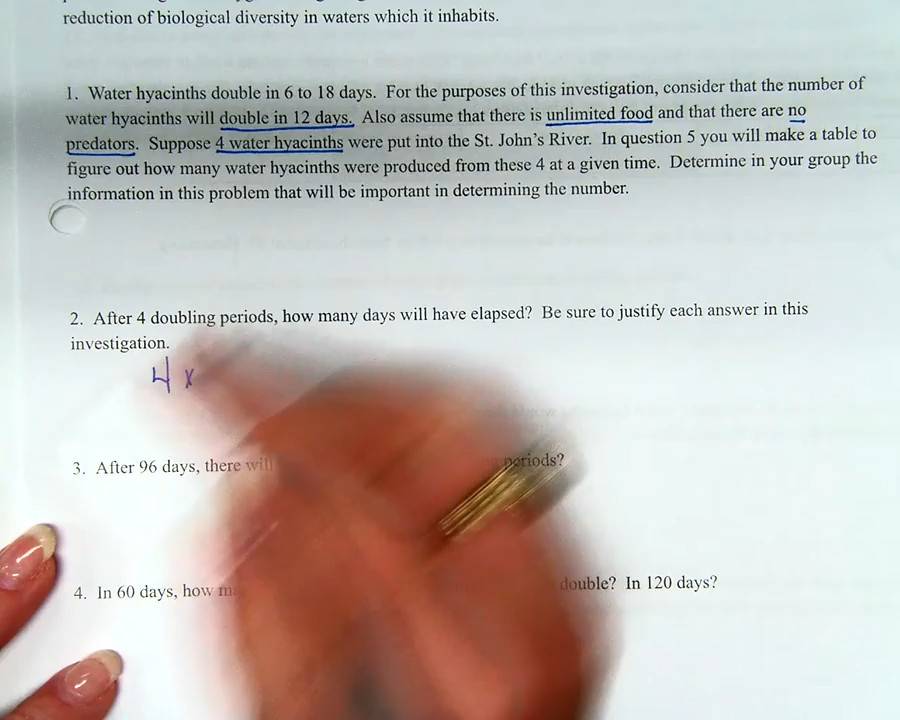 reduction of biological diversity in waters which it inhabits.
1. Water hyacinths double in 6 to 18 days. For the purposes of this investigation, consider that the number of
water hyacinths will double in 12 days. Also assume that there is unlimited food and that there are no
predators. Suppose 4 water hyacinths were put into the St. John's River. In question 5 you will make a table to
figure out how many water hyacinths were produced from these 4 at a given time. Determine in your group the
information in this problem that will be important in determining the number.
2. After 4 doubling periods, how many days will have elapsed? Be sure to justify each answer in this
investigation.
4 x
3. After 96 days, there will periods?
4. In 60 days, how double? In 120 days?